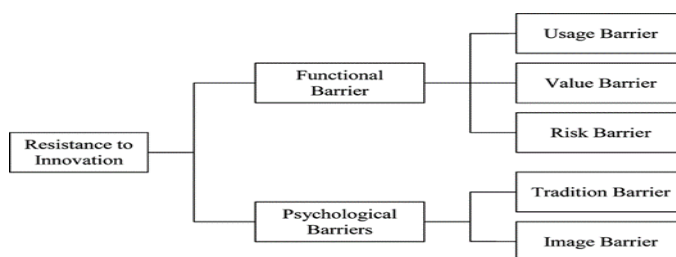 Resistance to
Innovation
Functional
Barrier
Usage Barrier
Value Barrier
Risk Barrier
Psychological
Barriers
Tradition Barrier
Image Barrier